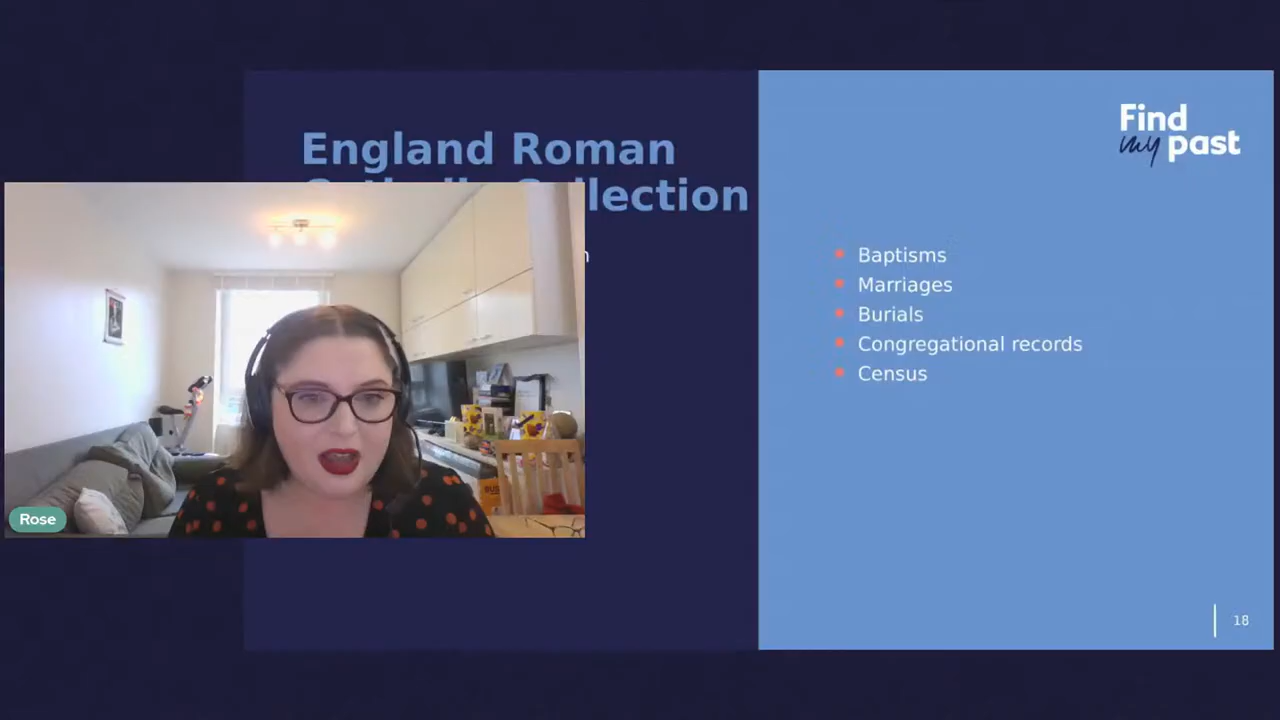 England Roman
lection
Find
my past
Baptisms
Marriages
Burials
Congregational records
Census
Rose
18